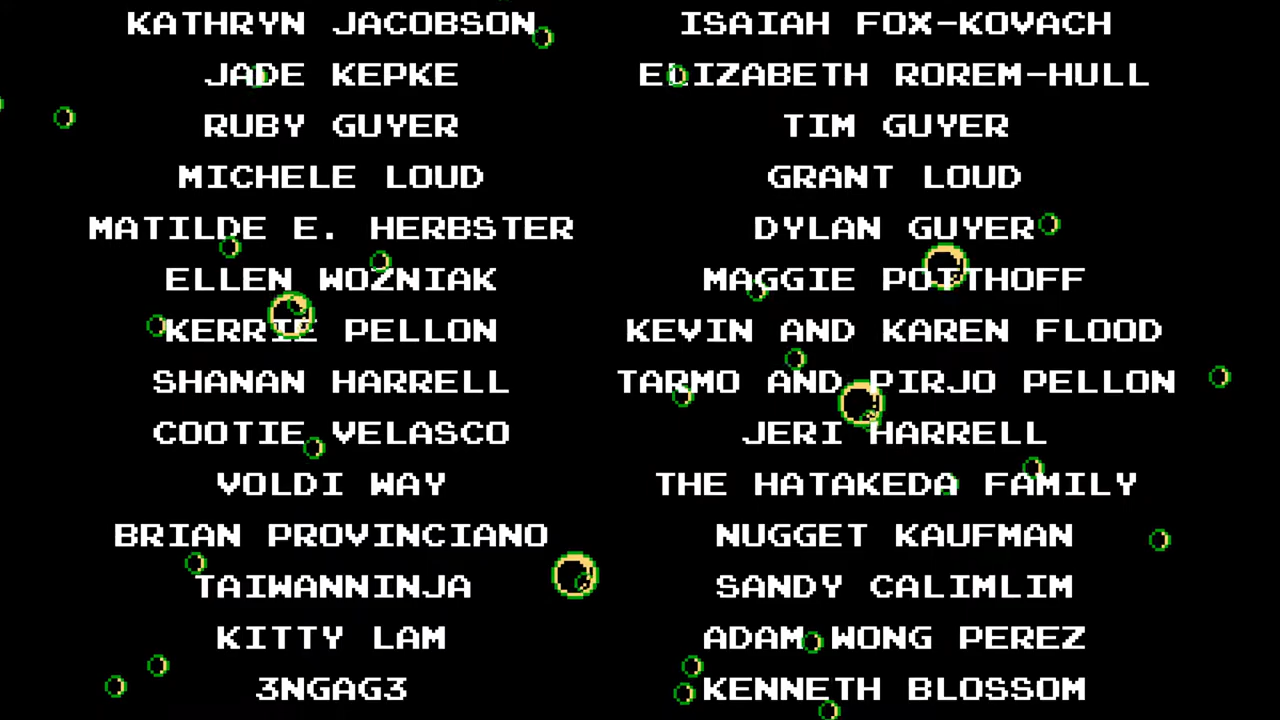 KATHRYN JACOBSON ISAIAH FOX-KOVACH
JADE KEPKE ELIZABETH ROREM-HULL
RUBY GUYER TIM GUYER
MICHELE LOUD GRANT LOUD
MATILDE E. HERBSTER DYLAN GUYER
ELLEN WOZNIAK MAGGIE POTTHOFF
KERRIE PELLON KEVIN AND KAREN FLOOD
SHANAN HARRELL TARMO AND PIRJO PELLON
COOTIE VELASCO JERI HARRELL
VOLDI WAY THE HATAKEDA FAMILY
BRIAN PROVINCIANO NUGGET KAUFMAN
TAIWANNINJA SANDY CALIMLIM
KITTY LAM ADAM WONG PEREZ
3NGAG3 KENNETH BLOSSOM